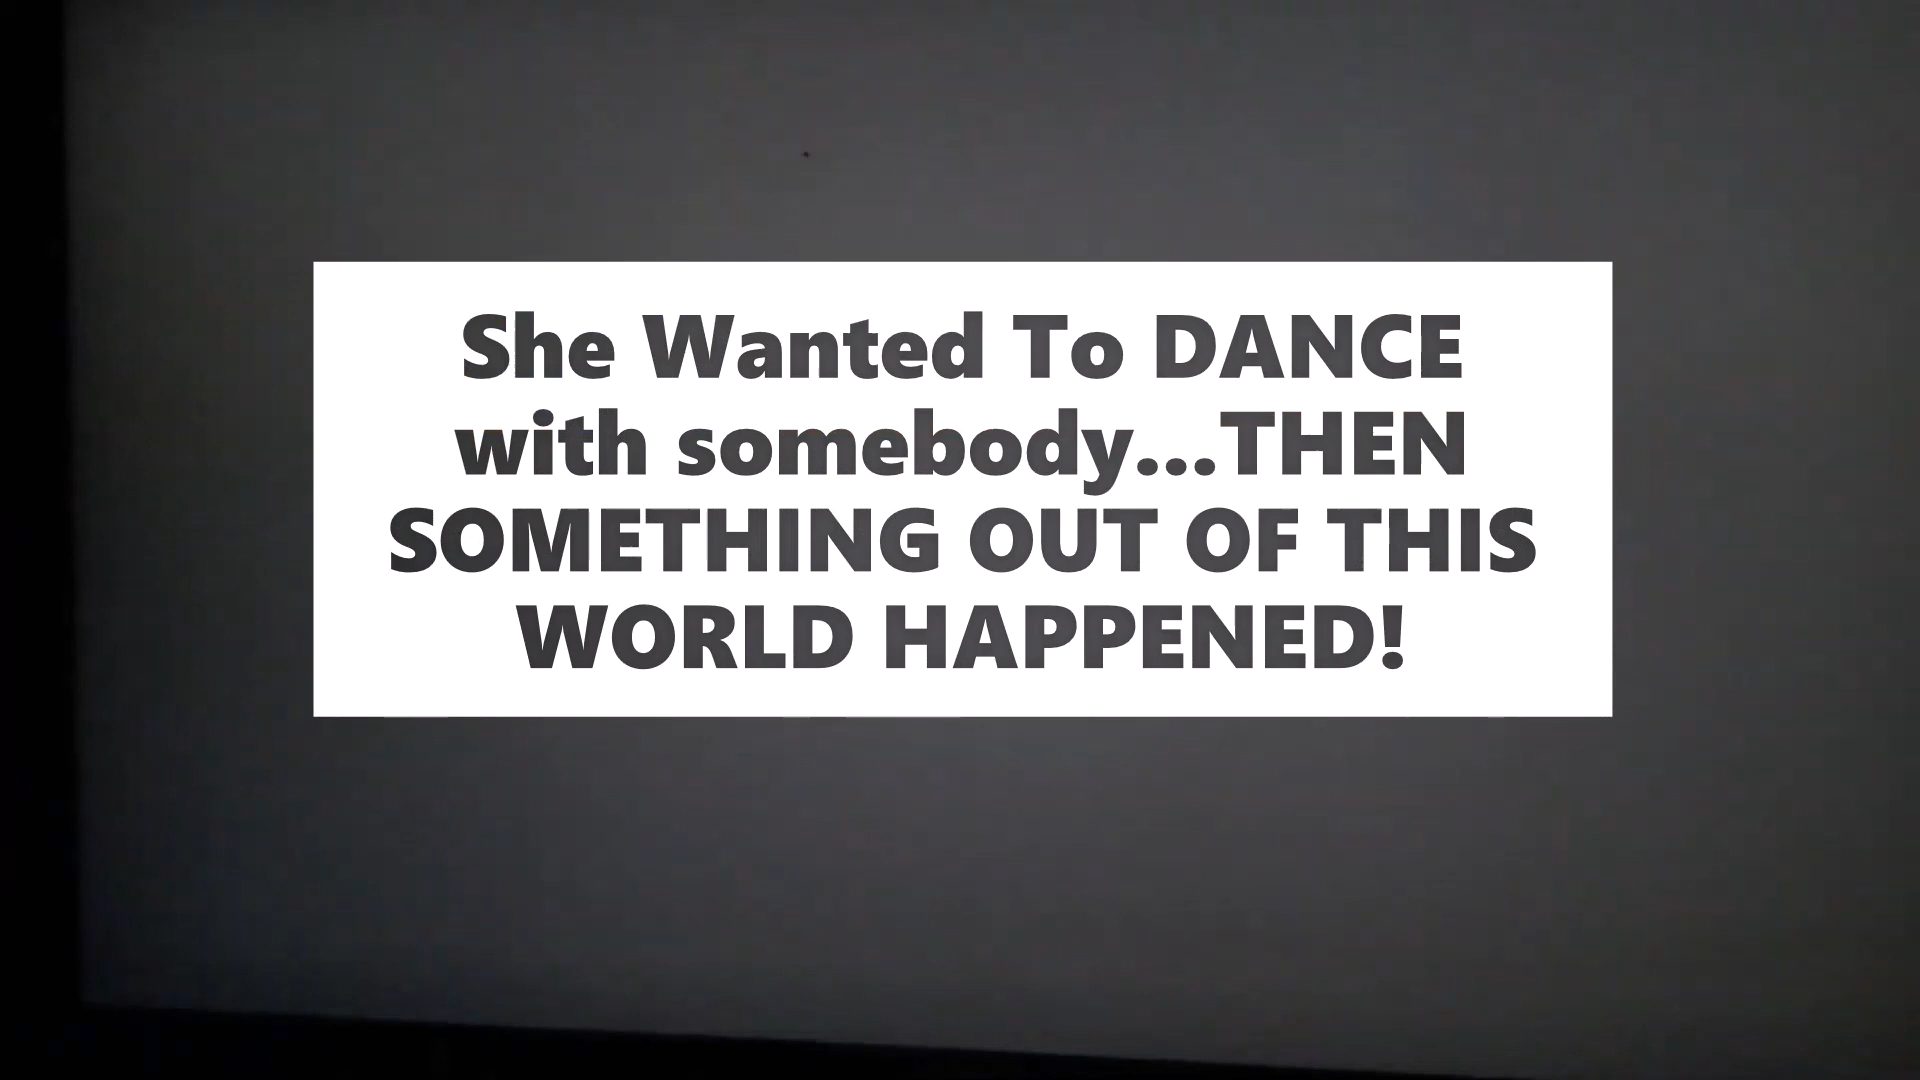 She Wanted To DANCE
with somebody...THEN
SOMETHING OUT OF THIS
WORLD HAPPENED!